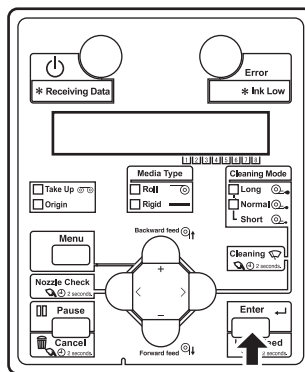 Error
* Receiving Data
* Ink Low
1 2 3 4 5 6 7 8
Media Type
Cleaning Mode
Take Up
Roll
Long
Origin
Rigid
Normal
Short
Menu
Backward feed
Cleaning
2 seconds.
+
Nozzle Check
2 seconds.
< >
Pause
Enter
−
Cancel
2 seconds.
Forward feed
2 seconds.